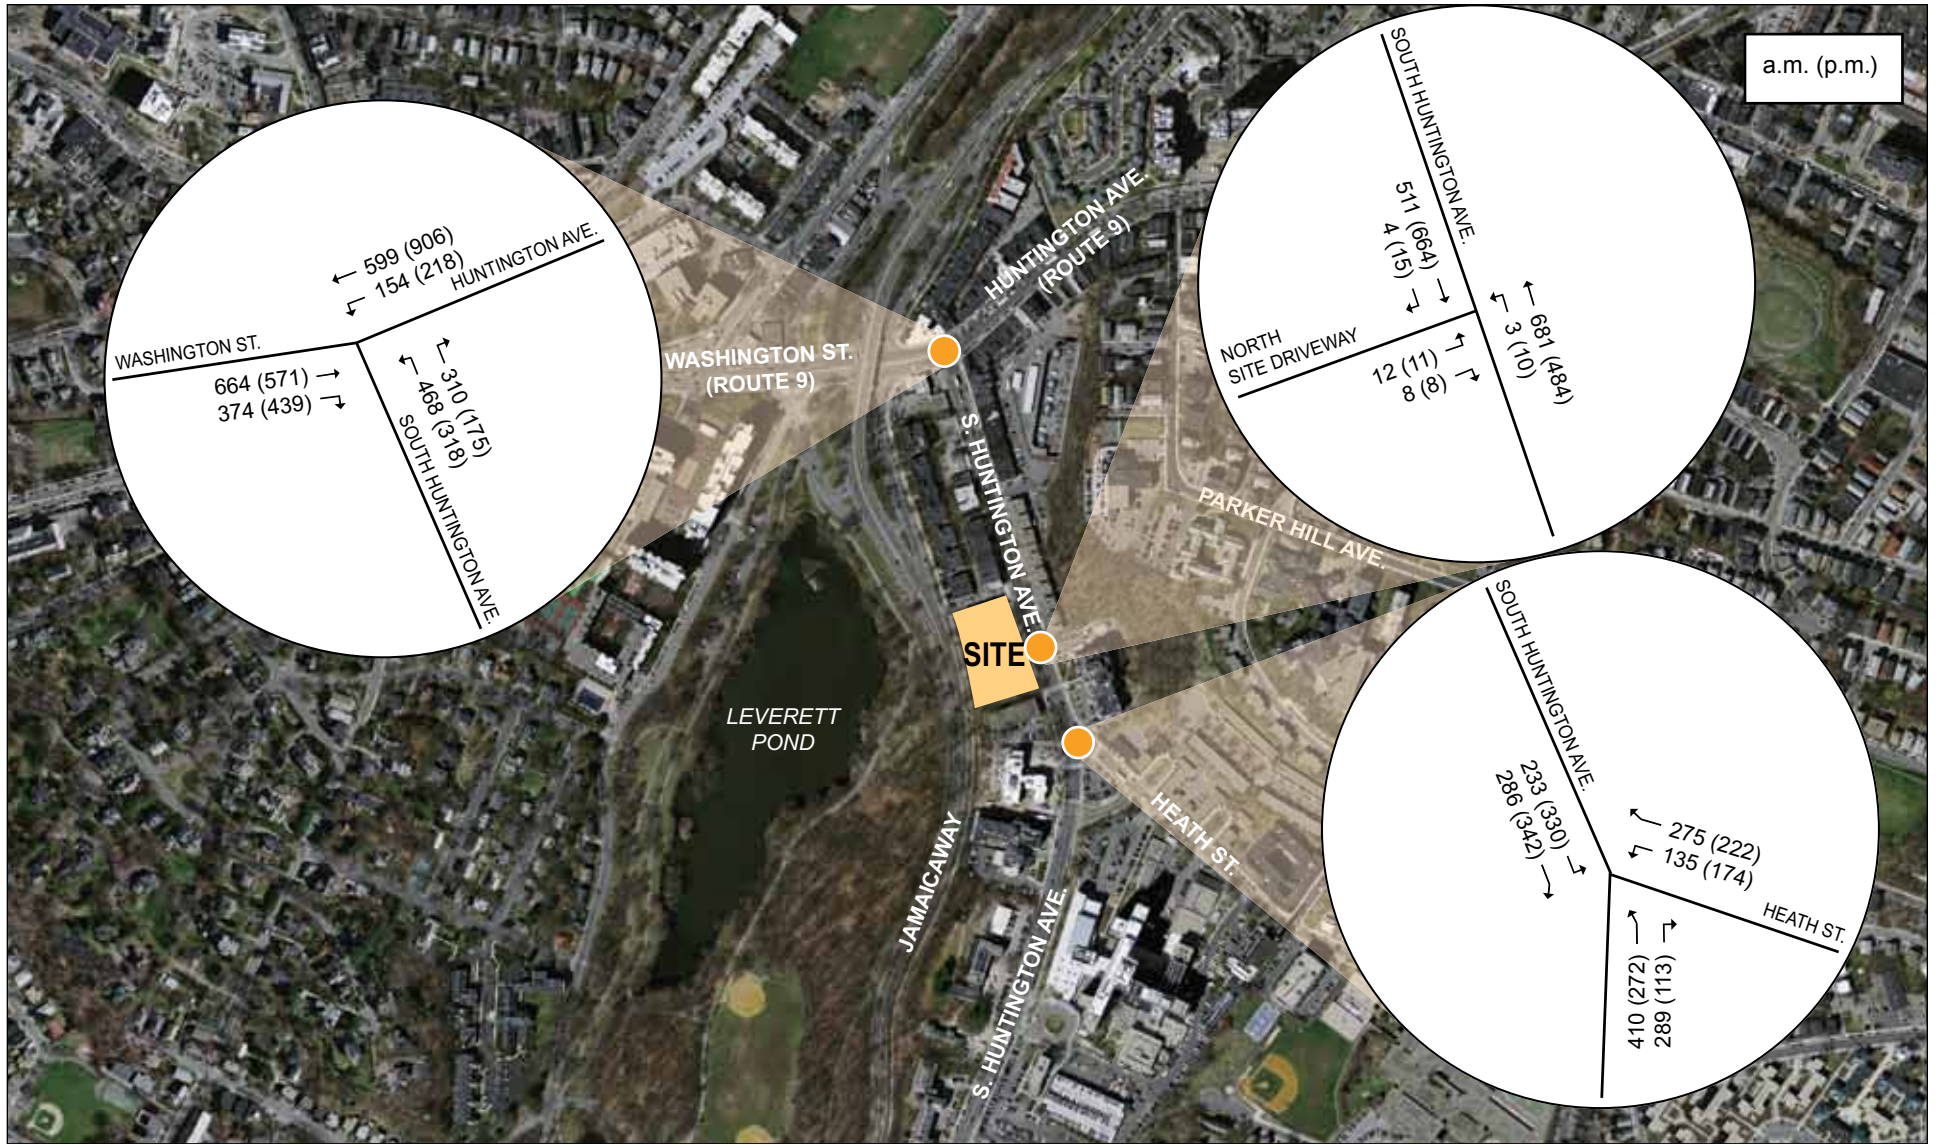 a.m. (p.m.)
599 (906)
154 (218)
HUNTINGTON AVE.
WASHINGTON ST.
664 (571)
374 (439)
310 (175)
468 (318)
SOUTH HUNTINGTON AVE.
SOUTH HUNTINGTON AVE.
511 (664)
4 (15)
681 (484)
3 (10)
NORTH
SITE DRIVEWAY
12 (11)
8 (8)
HUNTINGTON AVE.
(ROUTE 9)
WASHINGTON ST.
(ROUTE 9)
S. HUNTINGTON AVE.
PARKER HILL AVE.
SITE
LEVERETT
POND
JAMAICAWAY
HEATH ST.
S. HUNTINGTON AVE.
SOUTH HUNTINGTON AVE.
233 (330)
286 (342)
275 (222)
135 (174)
HEATH ST.
410 (272)
289 (113)